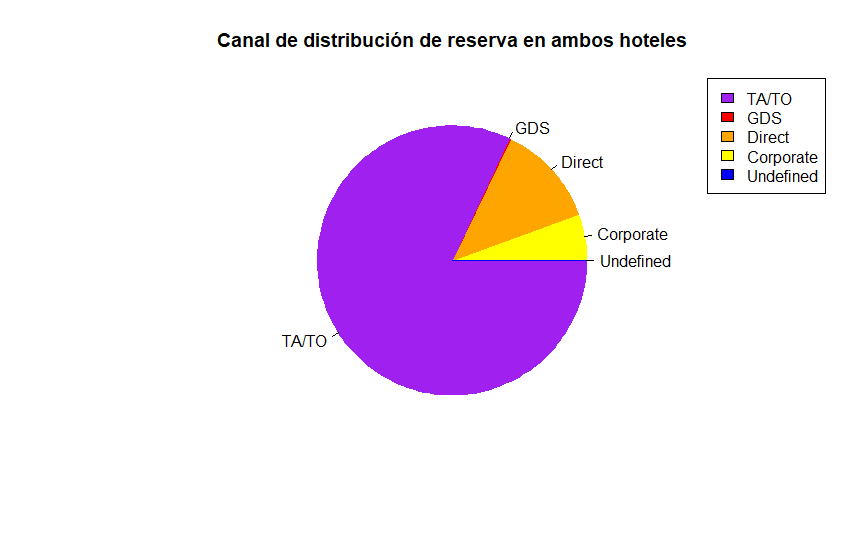 Canal de distribución de reserva en ambos hoteles
TA/TO
GDS
Direct
Corporate
Undefined
GDS
Direct
Corporate
Undefined
TA/TO